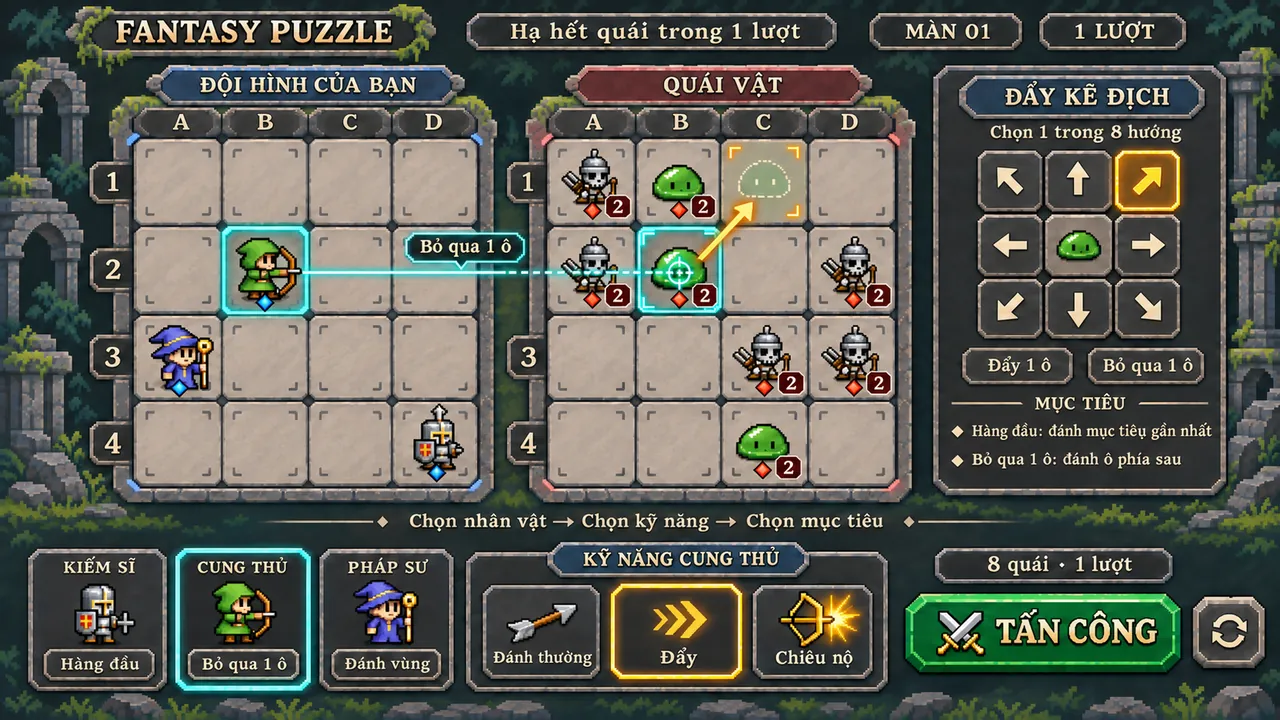 FANTASY PUZZLE
Hạ hết quái trong 1 lượt
MÀN 01
1 LƯỢT
ĐỘI HÌNH CỦA BẠN
A B C D
1
2
3
4
Bỏ qua 1 ô
QUÁI VẬT
A B C D
1
2
3
4
2 2
2 2 2
2 2
2
ĐẨY KẺ ĐỊCH
Chọn 1 trong 8 hướng
Đẩy 1 ô
Bỏ qua 1 ô
MỤC TIÊU
Hàng đầu: đánh mục tiêu gần nhất
Bỏ qua 1 ô: đánh ô phía sau
Chọn nhân vật → Chọn kỹ năng → Chọn mục tiêu
KIẾM SĨ
Hàng đầu
CUNG THỦ
Bỏ qua 1 ô
PHÁP SƯ
Đánh vùng
KỸ NĂNG CUNG THỦ
Đánh thường
Đẩy
Chiêu nộ
8 quái · 1 lượt
TẤN CÔNG